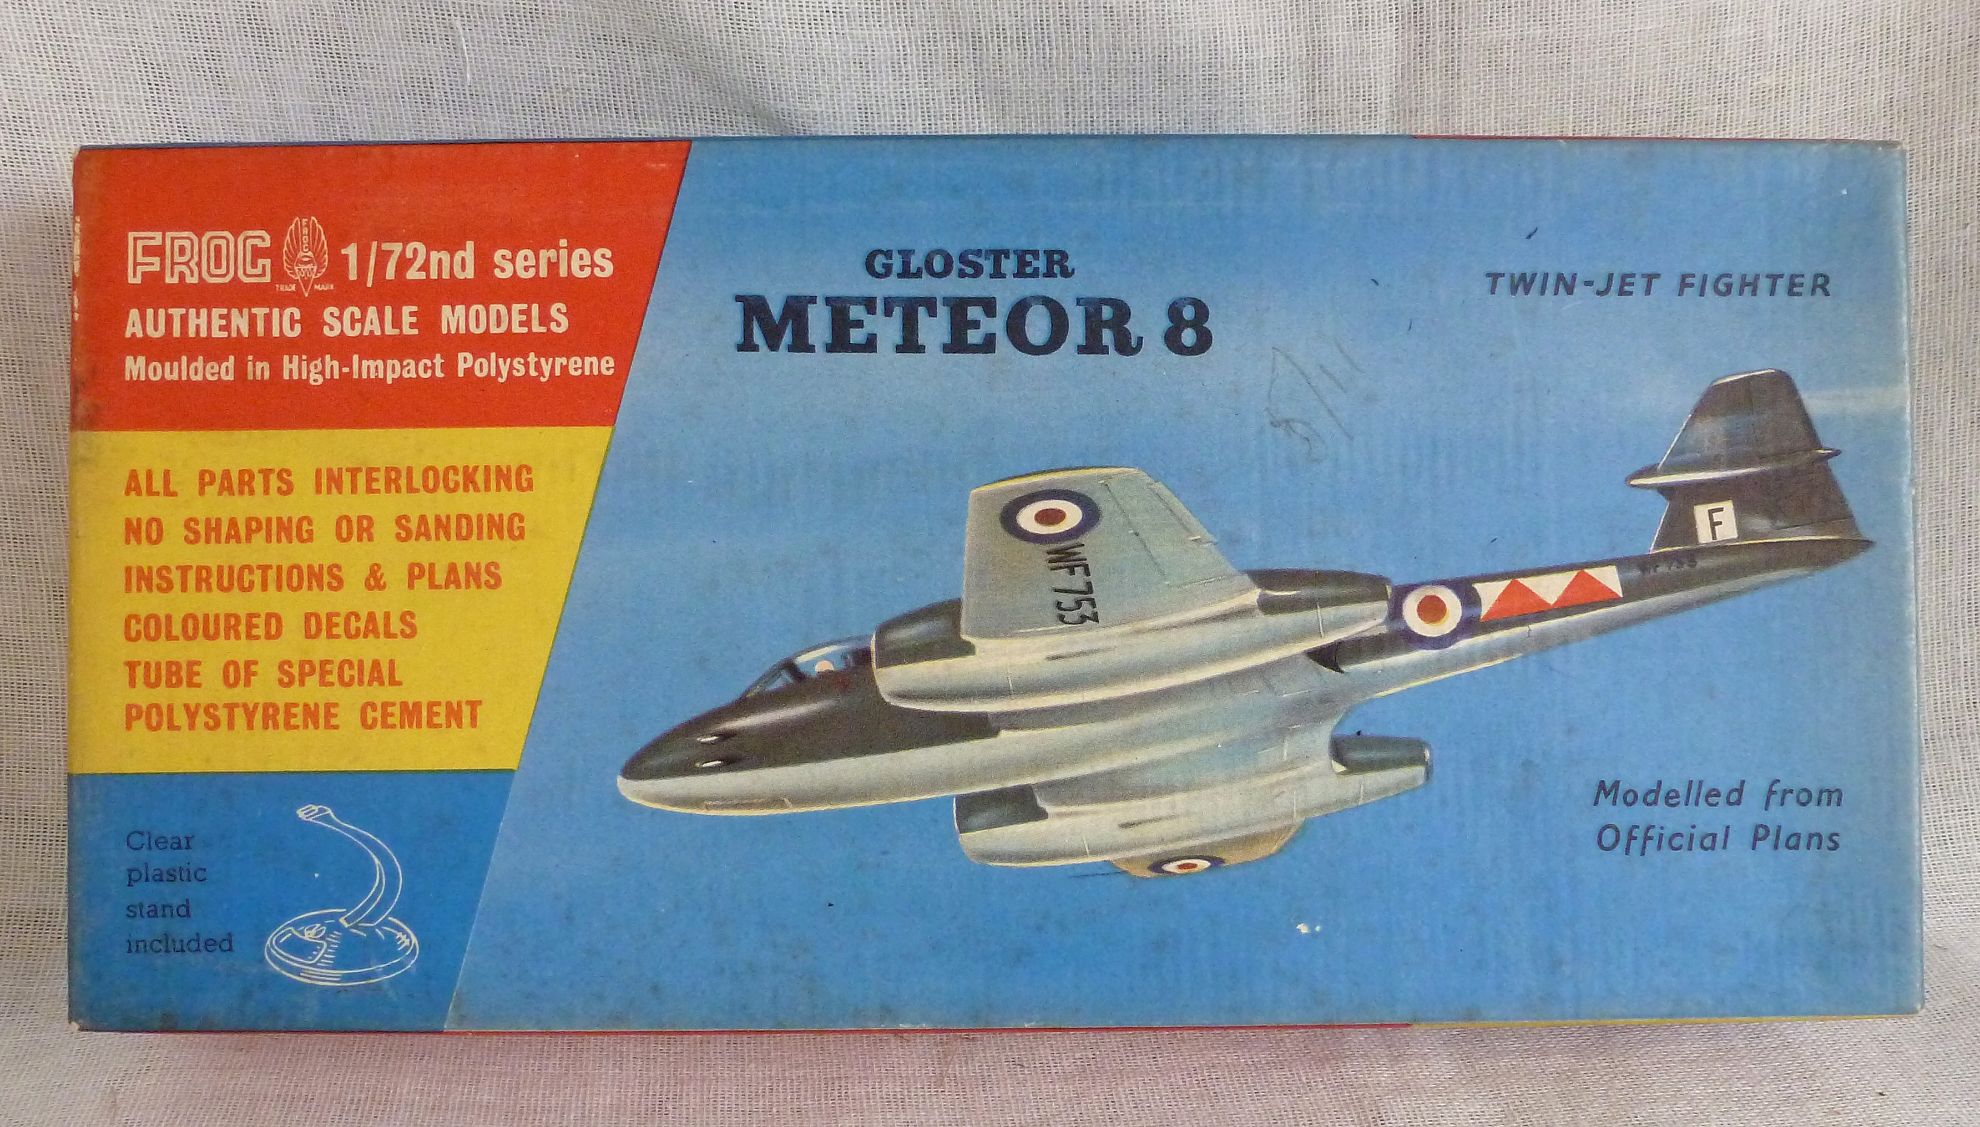 FROG 1/72nd series
TRADE MARK
AUTHENTIC SCALE MODELS
Moulded in High-Impact Polystyrene
ALL PARTS INTERLOCKING
NO SHAPING OR SANDING
INSTRUCTIONS & PLANS
COLOURED DECALS
TUBE OF SPECIAL
POLYSTYRENE CEMENT
Clear
plastic
stand
included
GLOSTER
METEOR 8
TWIN-JET FIGHTER
WF753
F
Modelled from
Official Plans